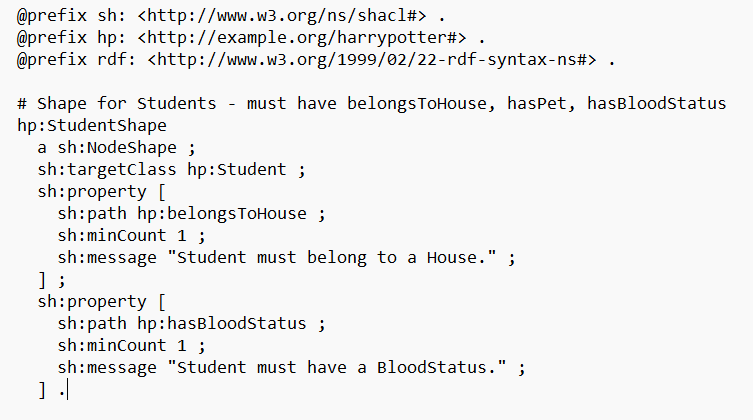 @prefix sh: <http://www.w3.org/ns/shacl#> .
@prefix hp: <http://example.org/harrypotter#> .
@prefix rdf: <http://www.w3.org/1999/02/22-rdf-syntax-ns#> .

# Shape for Students - must have belongsToHouse, hasPet, hasBloodStatus
hp:StudentShape
  a sh:NodeShape ;
  sh:targetClass hp:Student ;
  sh:property [
    sh:path hp:belongsToHouse ;
    sh:minCount 1 ;
    sh:message "Student must belong to a House." ;
  ] ;
  sh:property [
    sh:path hp:hasBloodStatus ;
    sh:minCount 1 ;
    sh:message "Student must have a BloodStatus." ;
  ] .